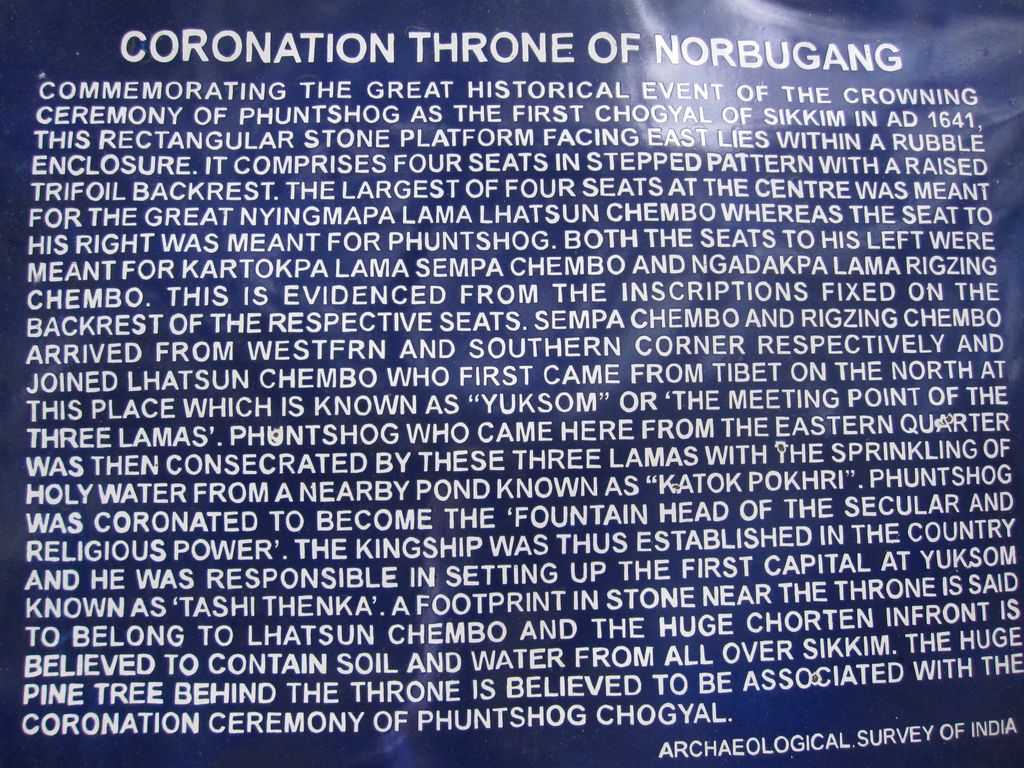 CORONATION THRONE OF NORBUGANG
COMMEMORATING THE GREAT HISTORICAL EVENT OF THE CROWNING
CEREMONY OF PHUNTSHOG AS THE FIRST CHOGYAL OF SIKKIM IN AD 1641,
THIS RECTANGULAR STONE PLATFORM FACING EAST LIES WITHIN A RUBBLE
ENCLOSURE. IT COMPRISES FOUR SEATS IN STEPPED PATTERN WITH A RAISED
TRIFOIL BACKREST. THE LARGEST OF FOUR SEATS AT THE CENTRE WAS MEANT
FOR THE GREAT NYINGMAPA LAMA LHATSUN CHEMBO WHEREAS THE SEAT TO
HIS RIGHT WAS MEANT FOR PHUNTSHOG. BOTH THE SEATS TO HIS LEFT WERE
MEANT FOR KARTOKPA LAMA SEMPA CHEMBO AND NGADAKPA LAMA RIGZING
CHEMBO. THIS IS EVIDENCED FROM THE INSCRIPTIONS FIXED ON THE
BACKREST OF THE RESPECTIVE SEATS. SEMPA CHEMBO AND RIGZING CHEMBO
ARRIVED FROM WESTFRN AND SOUTHERN CORNER RESPECTIVELY AND
JOINED LHATSUN CHEMBO WHO FIRST CAME FROM TIBET ON THE NORTH AT
THIS PLACE WHICH IS KNOWN AS "YUKSOM" OR 'THE MEETING POINT OF THE
THREE LAMAS'. PHUNTSHOG WHO CAME HERE FROM THE EASTERN QUARTER
WAS THEN CONSECRATED BY THESE THREE LAMAS WITH THE SPRINKLING OF
HOLY WATER FROM A NEARBY POND KNOWN AS "KATOK POKHRI". PHUNTSHOG
WAS CORONATED TO BECOME THE 'FOUNTAIN HEAD OF THE SECULAR AND
RELIGIOUS POWER'. THE KINGSHIP WAS THUS ESTABLISHED IN THE COUNTRY
AND HE WAS RESPONSIBLE IN SETTING UP THE FIRST CAPITAL AT YUKSOM
KNOWN AS 'TASHI THENKA'. A FOOTPRINT IN STONE NEAR THE THRONE IS SAID
TO BELONG TO LHATSUN CHEMBO AND THE HUGE CHORTEN INFRONT IS
BELIEVED TO CONTAIN SOIL AND WATER FROM ALL OVER SIKKIM. THE HUGE
PINE TREE BEHIND THE THRONE IS BELIEVED TO BE ASSOCIATED WITH THE
CORONATION CEREMONY OF PHUNTSHOG CHOGYAL.
ARCHAEOLOGICAL.SURVEY OF INDIA